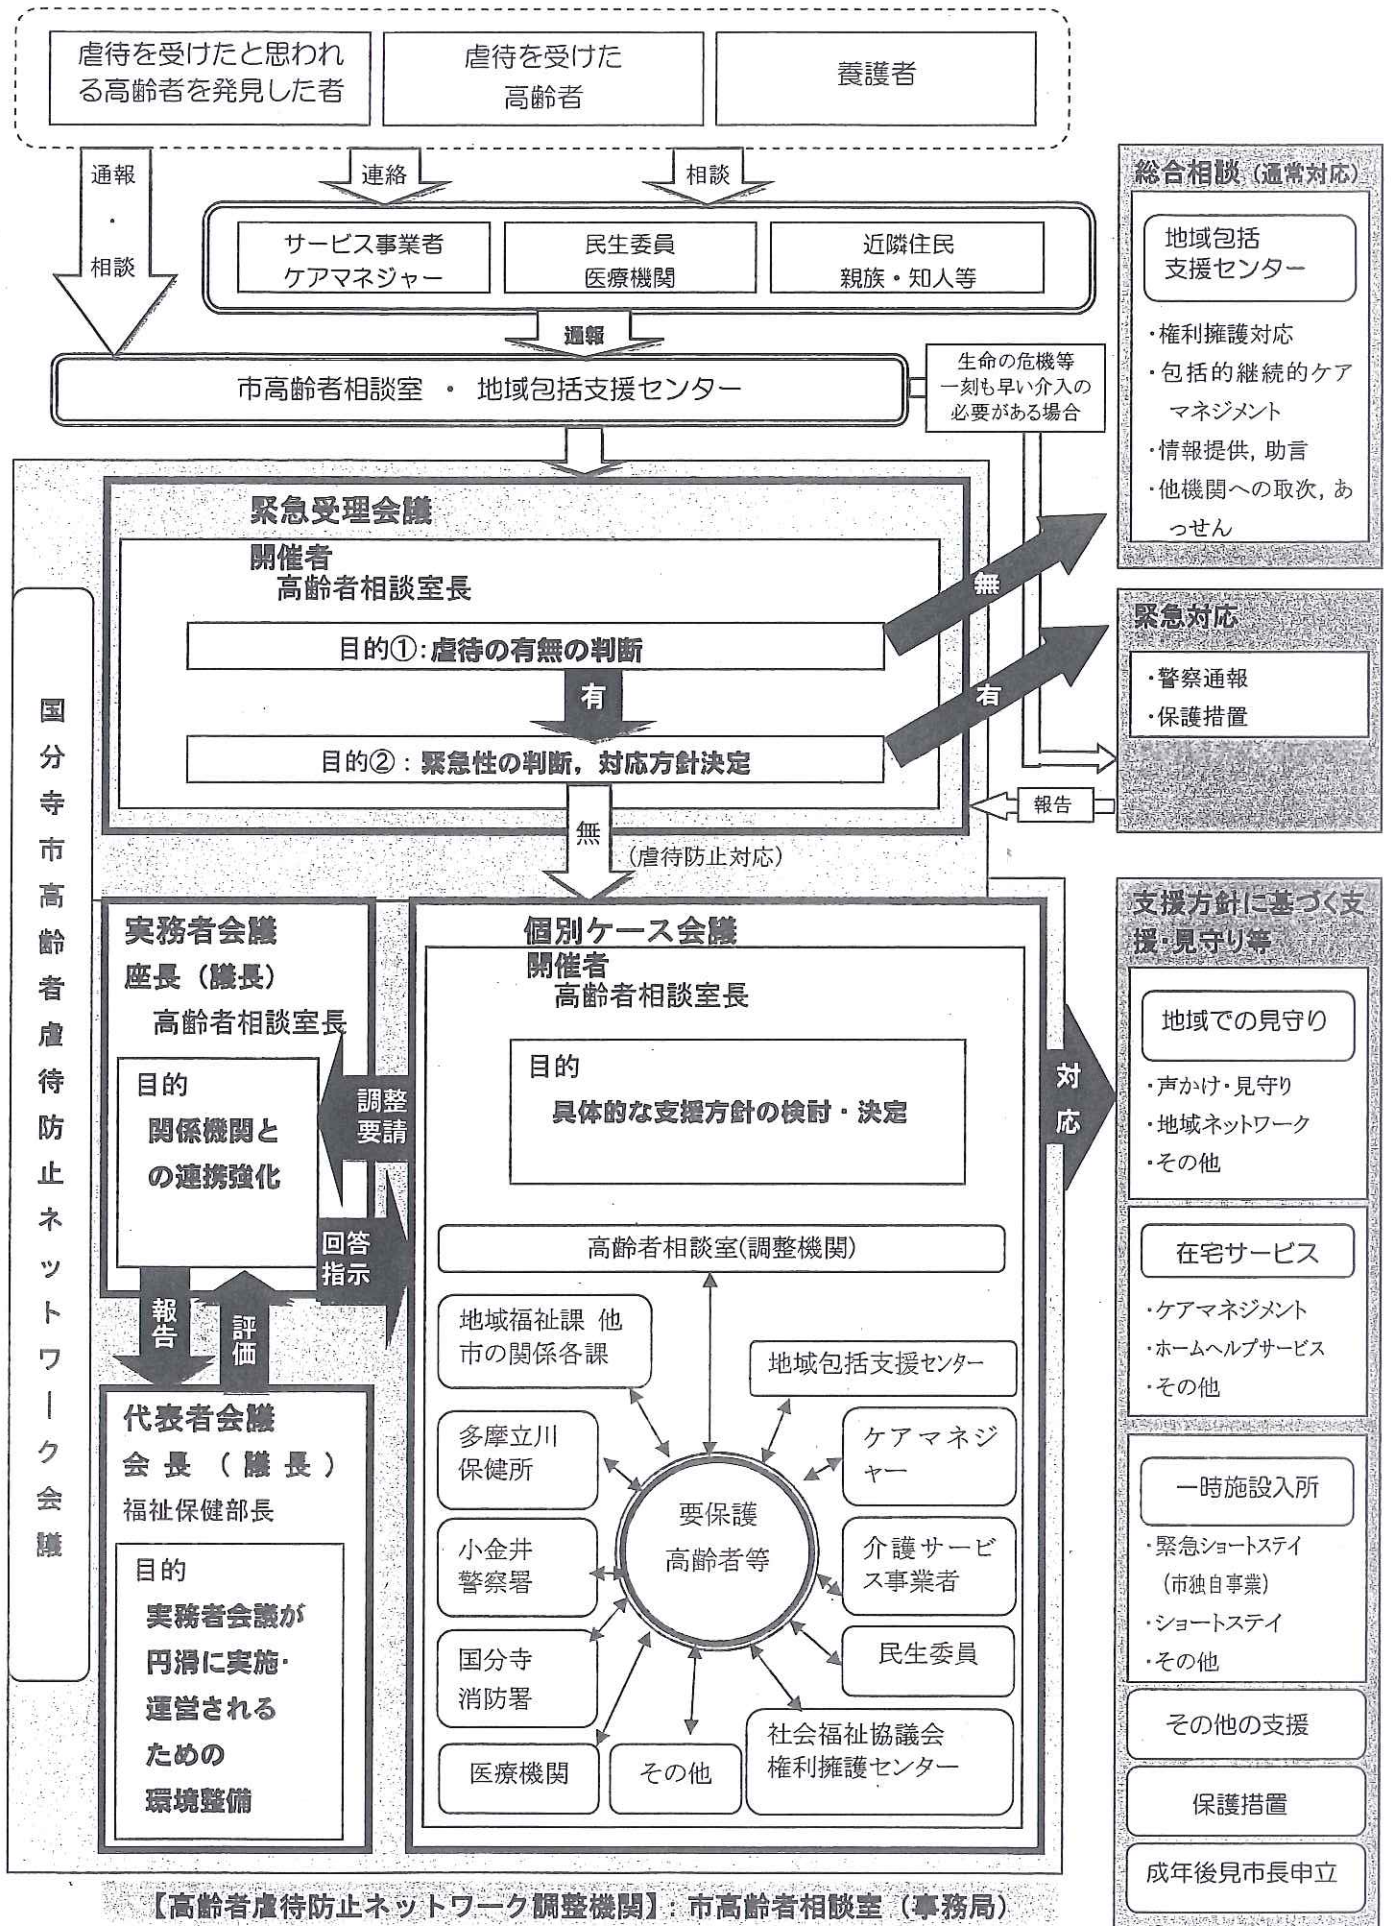 虐待を受けたと思われ
る高齢者を発見した者
虐待を受けた
高齢者
養護者
通報
・
相談
連絡
相談
サービス事業者
ケアマネジャー
民生委員
医療機関
近隣住民
親族・知人等
通報
市高齢者相談室 ・ 地域包括支援センター
生命の危機等
一刻も早い介入の
必要がある場合
総合相談（通常対応）
地域包括
支援センター
・権利擁護対応
・包括的継続的ケア
マネジメント
・情報提供，助言
・他機関への取次，あ
っせん
国分寺市高齢者虐待防止ネットワーク会議
緊急受理会議
開催者
高齢者相談室長
目的①：虐待の有無の判断
無
有
目的②：緊急性の判断，対応方針決定
有
緊急対応
・警察通報
・保護措置
報告
無
（虐待防止対応）
実務者会議
座長（議長）
高齢者相談室長
目的
関係機関と
の連携強化
調整
要請
回答
指示
報告
評価
代表者会議
会長（議長）
福祉保健部長
目的
実務者会議が
円滑に実施・
運営される
ための
環境整備
個別ケース会議
開催者
高齢者相談室長
目的
具体的な支援方針の検討・決定
高齢者相談室(調整機関)
地域福祉課 他
市の関係各課
地域包括支援センター
多摩立川
保健所
ケアマネジ
ャー
要保護
高齢者等
小金井
警察署
介護サービ
ス事業者
国分寺
消防署
民生委員
医療機関
その他
社会福祉協議会
権利擁護センター
対応
支援方針に基づく支
援・見守り等
地域での見守り
・声かけ・見守り
・地域ネットワーク
・その他
在宅サービス
・ケアマネジメント
・ホームヘルプサービス
・その他
一時施設入所
・緊急ショートステイ
（市独自事業）
・ショートステイ
・その他
その他の支援
保護措置
成年後見市長申立
【高齢者虐待防止ネットワーク調整機関】：市高齢者相談室（事務局）